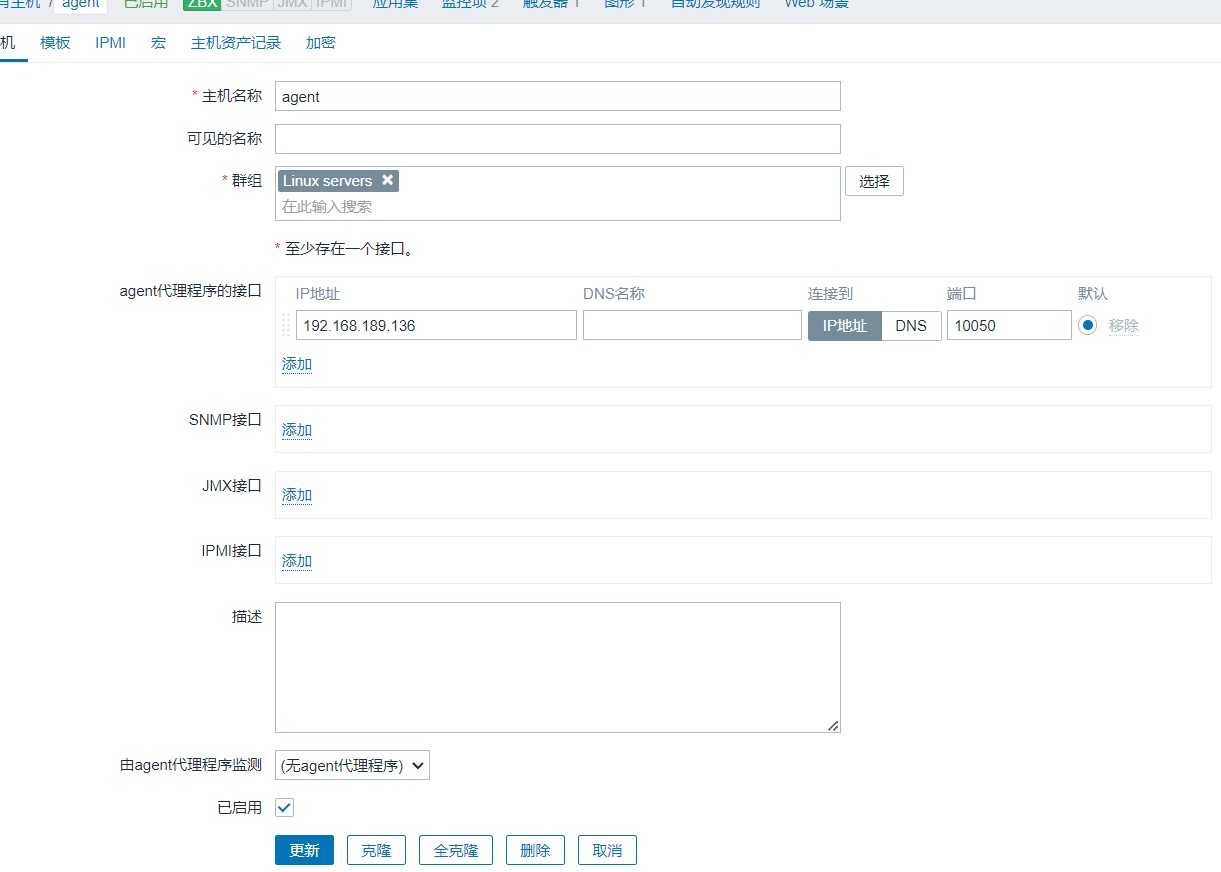 有主机 / agent 已启用 ZBX SNMP JMX IPMI 应用集 监控项 2 触发器 1 图形 1 自动发现规则 Web 场景
机 模板 IPMI 宏 主机资产记录 加密
* 主机名称 agent
可见的名称
* 群组 Linux servers ✖ 选择
在此输入搜索
* 至少存在一个接口。
agent代理程序的接口 IP地址 DNS名称 连接到 端口 默认
192.168.189.136 IP地址 DNS 10050 移除
添加
SNMP接口 添加
JMX接口 添加
IPMI接口 添加
描述
由agent代理程序监测 (无agent代理程序)
已启用
更新 克隆 全克隆 删除 取消